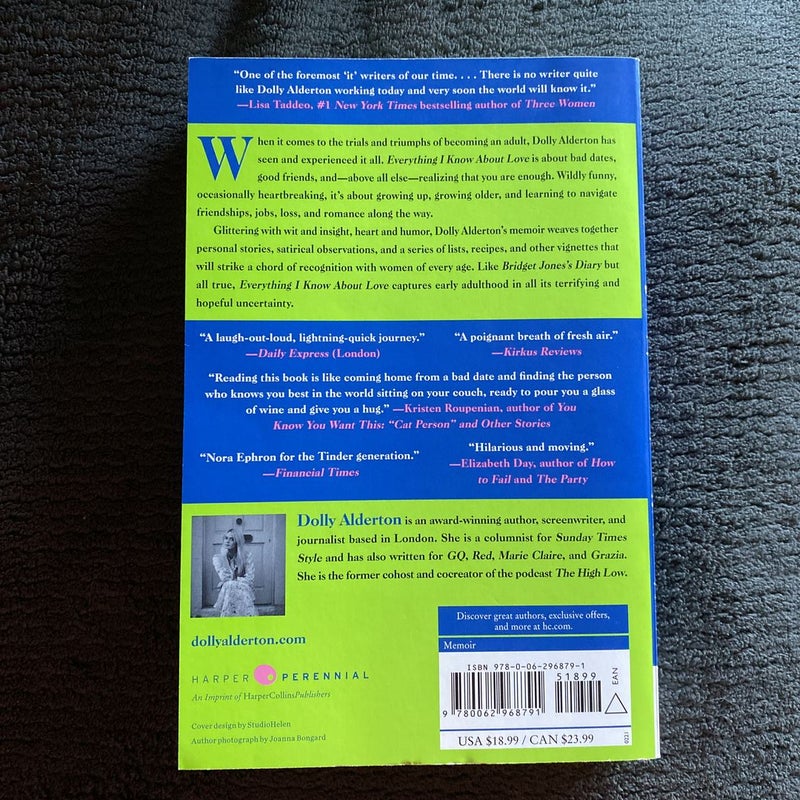 “One of the foremost ‘it’ writers of our time. . . . There is no writer quite
like Dolly Alderton working today and very soon the world will know it.”
—Lisa Taddeo, #1 New York Times bestselling author of Three Women
When it comes to the trials and triumphs of becoming an adult, Dolly Alderton has
seen and experienced it all. Everything I Know About Love is about bad dates,
good friends, and—above all else—realizing that you are enough. Wildly funny,
occasionally heartbreaking, it’s about growing up, growing older, and learning to navigate
friendships, jobs, loss, and romance along the way.
Glittering with wit and insight, heart and humor, Dolly Alderton’s memoir weaves together
personal stories, satirical observations, and a series of lists, recipes, and other vignettes that
will strike a chord of recognition with women of every age. Like Bridget Jones’s Diary but
all true, Everything I Know About Love captures early adulthood in all its terrifying and
hopeful uncertainty.
“A laugh-out-loud, lightning-quick journey.”
—Daily Express (London)
“A poignant breath of fresh air.”
—Kirkus Reviews
“Reading this book is like coming home from a bad date and finding the person
who knows you best in the world sitting on your couch, ready to pour you a glass
of wine and give you a hug.” —Kristen Roupenian, author of You
Know You Want This: “Cat Person” and Other Stories
“Nora Ephron for the Tinder generation.”
—Financial Times
“Hilarious and moving.”
—Elizabeth Day, author of How
to Fail and The Party
Dolly Alderton is an award-winning author, screenwriter, and
journalist based in London. She is a columnist for Sunday Times
Style and has also written for GQ, Red, Marie Claire, and Grazia.
She is the former cohost and cocreator of the podcast The High Low.
dollyalderton.com
HARPER PERENNIAL
An Imprint of HarperCollinsPublishers
Cover design by StudioHelen
Author photograph by Joanna Bongard
Discover great authors, exclusive offers,
and more at hc.com.
Memoir
ISBN 978-0-06-296879-1
51899
EAN
9 780062 968791
USA $18.99 / CAN $23.99
0221